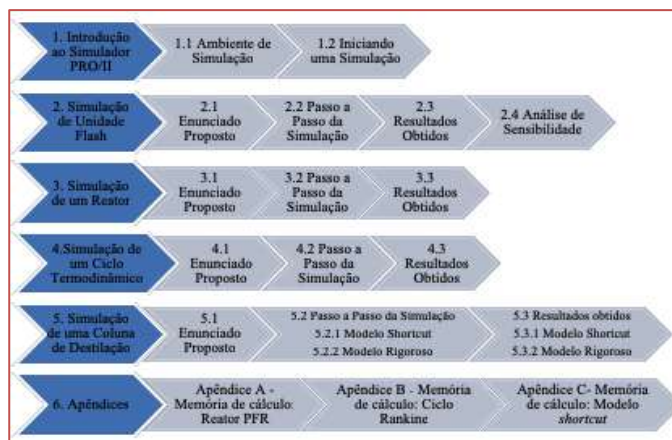 1. Introdução
ao Simulador
PRO/II
1.1 Ambiente de
Simulação
1.2 Iniciando
uma Simulação
2. Simulação
de Unidade
Flash
2.1
Enunciado
Proposto
2.2 Passo a
Passo da
Simulação
2.3
Resultados
Obtidos
2.4 Análise de
Sensibilidade
3. Simulação
de um Reator
3.1
Enunciado
Proposto
3.2 Passo a
Passo da
Simulação
3.3
Resultados
Obtidos
4.Simulação de
um Ciclo
Termodinâmico
4.1
Enunciado
Proposto
4.2 Passo a
Passo da
Simulação
4.3
Resultados
Obtidos
5. Simulação
de uma Coluna
de Destilação
5.1
Enunciado
Proposto
5.2 Passo a Passo da Simulação
5.2.1 Modelo Shortcut
5.2.2 Modelo Rigoroso
5.3 Resultados obtidos
5.3.1 Modelo Shortcut
5.3.2 Modelo Rigoroso
6. Apêndices
Apêndice A -
Memória de cálculo:
Reator PFR
Apêndice B - Memória
de cálculo: Ciclo
Rankine
Apêndice C- Memória
de cálculo: Modelo
shortcut